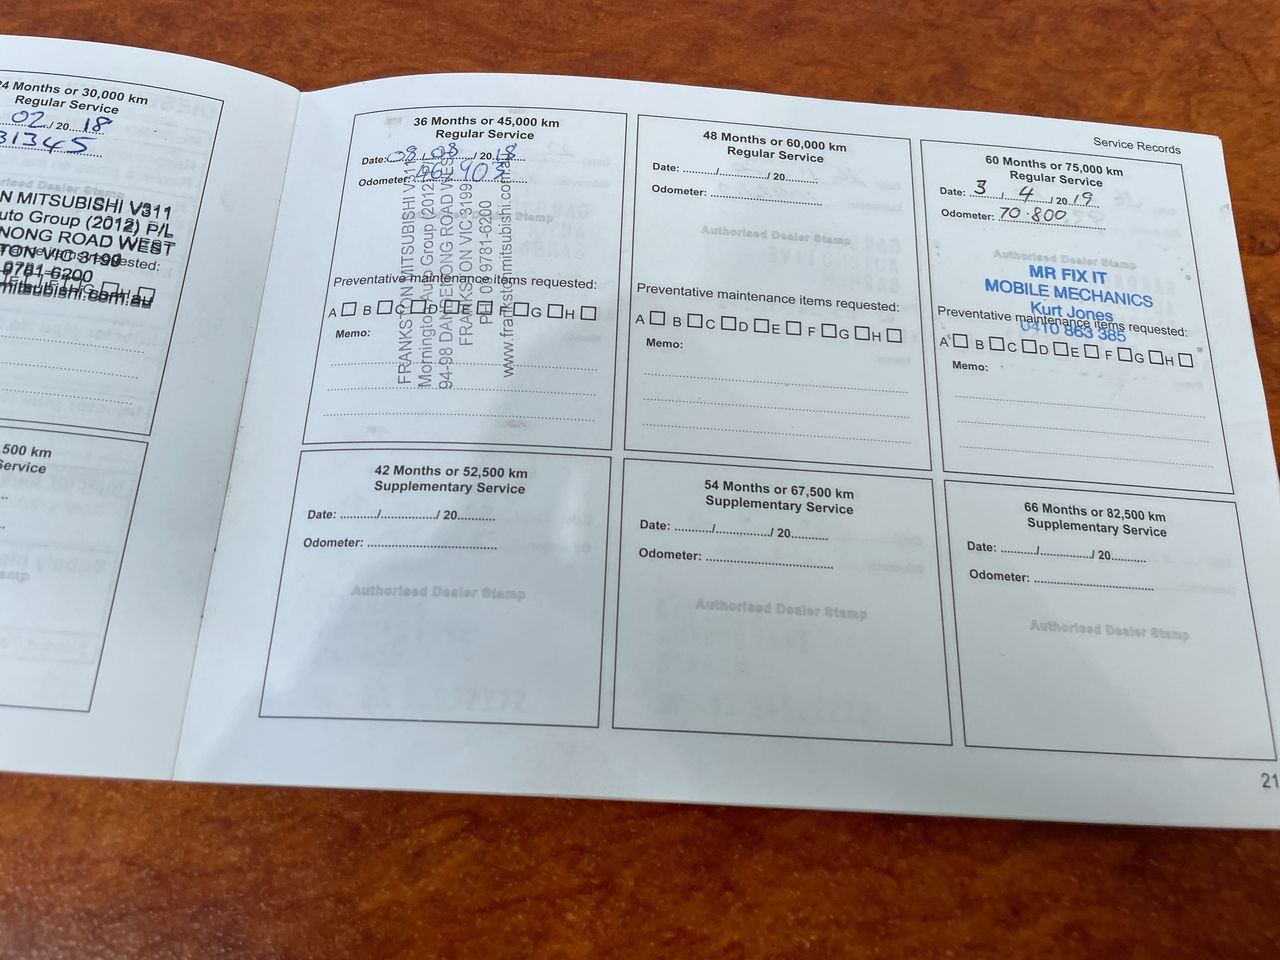 24 Months or 30,000 km
Regular Service
02 / 20 18
31345
N MITSUBISHI V311
uto Group (2012) P/L
NONG ROAD WEST
TON VIC 3199
9781-6200
mitsubishi.com.au
,500 km
Service
Service Records
36 Months or 45,000 km
Regular Service
Date: 08 / 08 / 20 18
Odometer:
FRANKSTON MITSUBISHI V311
Mornington Auto Group (2012)
94-98 DANDENONG ROAD WEST
FRANKSTON VIC 3199
PH: 03 9781-6200
www.frankstonmitsubishi.com.a
Preventative maintenance items requested:
A B C D E F G H
Memo:
48 Months or 60,000 km
Regular Service
Date: ........./............../ 20.........
Odometer: ................................
Authorised Dealer Stamp
Preventative maintenance items requested:
A B C D E F G H
Memo:
60 Months or 75,000 km
Regular Service
Date: 3 / 4 / 20 19
Odometer: 70.800
Authorised Dealer Stamp
MR FIX IT
MOBILE MECHANICS
Kurt Jones
0410 863 385
Preventative maintenance items requested:
A B C D E F G H
Memo:
42 Months or 52,500 km
Supplementary Service
Date: ........./............../ 20.........
Odometer: ................................
Authorised Dealer Stamp
54 Months or 67,500 km
Supplementary Service
Date: ........./............../ 20.........
Odometer: ................................
Authorised Dealer Stamp
66 Months or 82,500 km
Supplementary Service
Date: ........./............../ 20.........
Odometer: ................................
Authorised Dealer Stamp
21